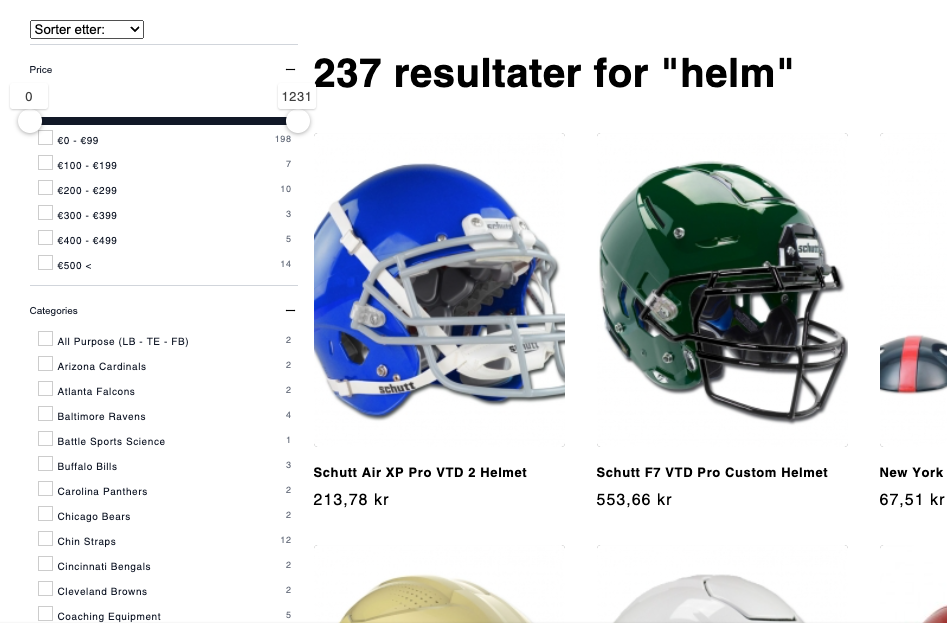 Sorter etter:
Price
0
1231
€0 - €99 198
€100 - €199 7
€200 - €299 10
€300 - €399 3
€400 - €499 5
€500 < 14
Categories
All Purpose (LB - TE - FB) 2
Arizona Cardinals 2
Atlanta Falcons 2
Baltimore Ravens 4
Battle Sports Science 1
Buffalo Bills 3
Carolina Panthers 2
Chicago Bears 2
Chin Straps 12
Cincinnati Bengals 2
Cleveland Browns 2
Coaching Equipment 5
237 resultater for "helm"
schutt
schutt
schutt
schutt
Schutt Air XP Pro VTD 2 Helmet
213,78 kr
Schutt F7 VTD Pro Custom Helmet
553,66 kr
New York
67,51 kr